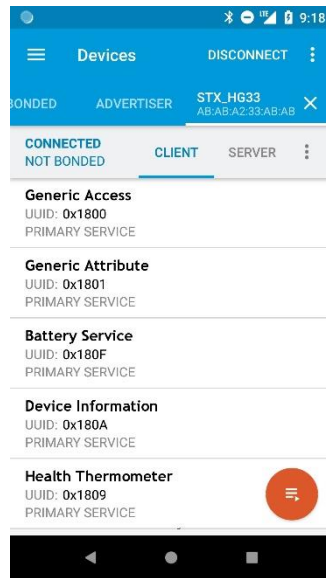 LTE 9:18
Devices DISCONNECT
BONDED ADVERTISER STX_HG33
AB:AB:A2:33:AB:AB
CONNECTED
NOT BONDED CLIENT SERVER
Generic Access
UUID: 0x1800
PRIMARY SERVICE
Generic Attribute
UUID: 0x1801
PRIMARY SERVICE
Battery Service
UUID: 0x180F
PRIMARY SERVICE
Device Information
UUID: 0x180A
PRIMARY SERVICE
Health Thermometer
UUID: 0x1809
PRIMARY SERVICE